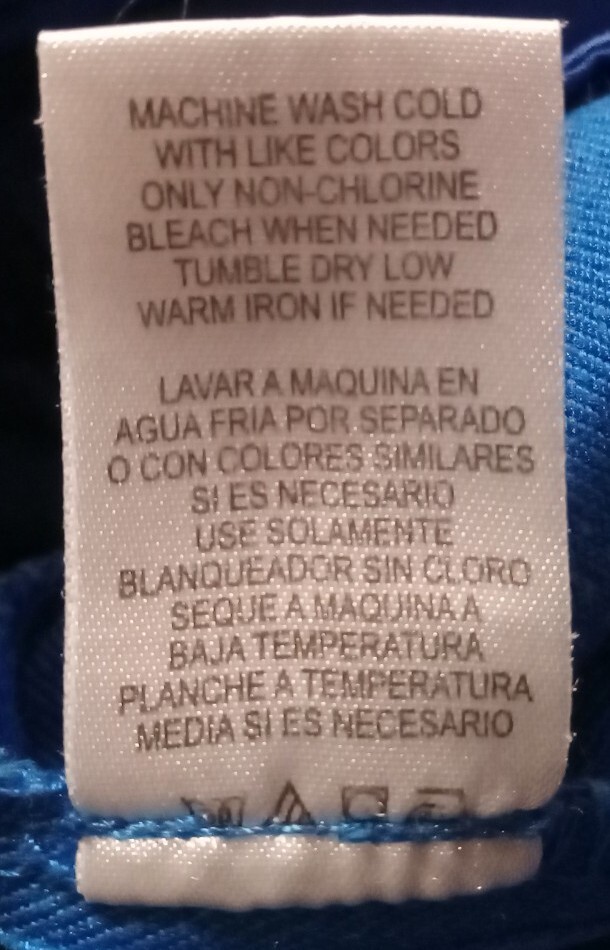 MACHINE WASH COLD
WITH LIKE COLORS
ONLY NON-CHLORINE
BLEACH WHEN NEEDED
TUMBLE DRY LOW
WARM IRON IF NEEDED
LAVAR A MAQUINA EN
AGUA FRIA POR SEPARADO
O CON COLORES SIMILARES
SI ES NECESARIO
USE SOLAMENTE
BLANQUEADOR SIN CLORO
SEQUE A MAQUINA A
BAJA TEMPERATURA
PLANCHE A TEMPERATURA
MEDIA SI ES NECESARIO